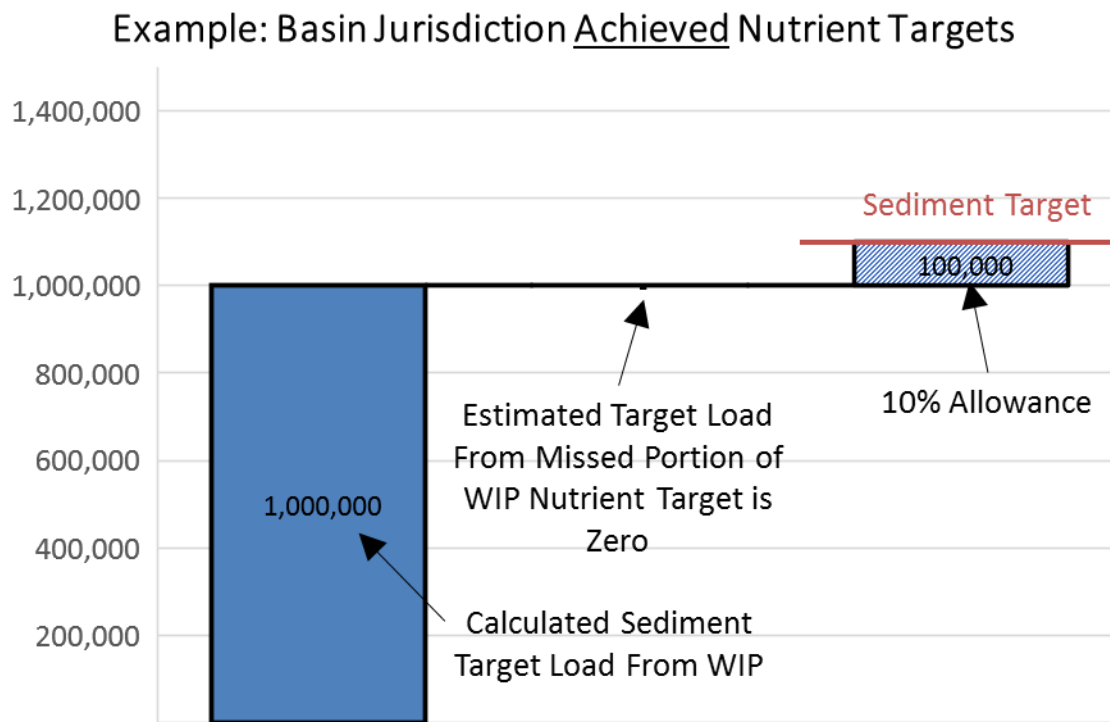 Example: Basin Jurisdiction Achieved Nutrient Targets
1,400,000
1,200,000
Sediment Target
100,000
1,000,000
800,000
10% Allowance
Estimated Target Load
From Missed Portion of
WIP Nutrient Target is
Zero
600,000
1,000,000
400,000
Calculated Sediment
Target Load From WIP
200,000